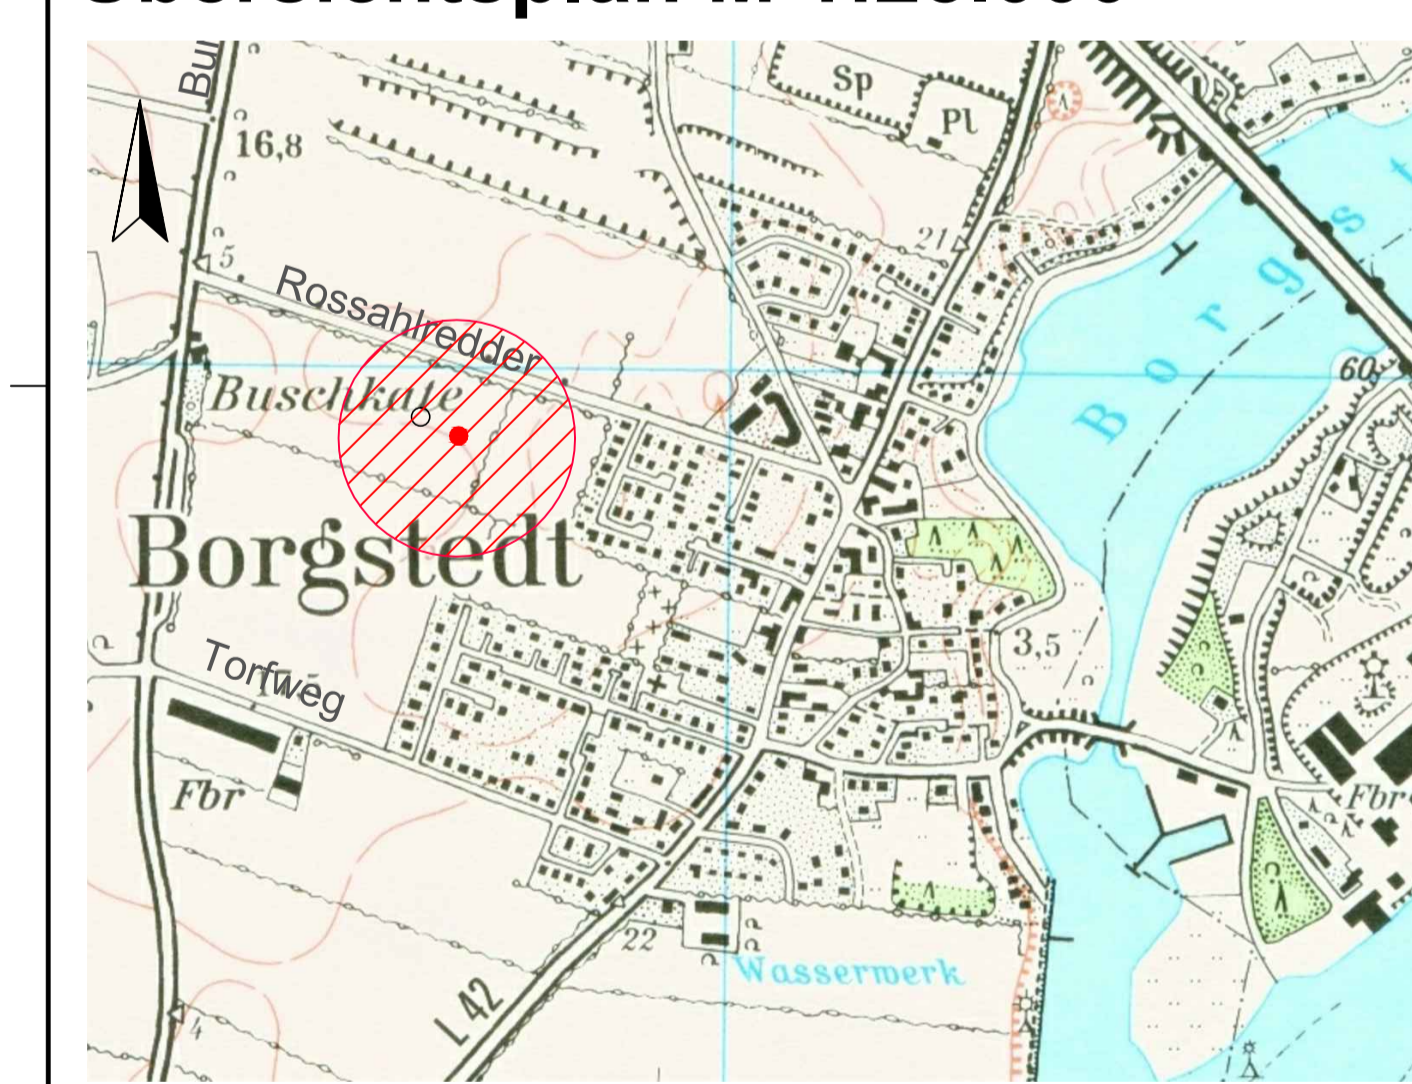 Sp
Pl
16,8
21
5
Rossahlredder
Buschkate
60
Borgst
Borgstedt
3,5
Torfweg
Fbr
Fbr
22
Wasserwerk
L 42
4